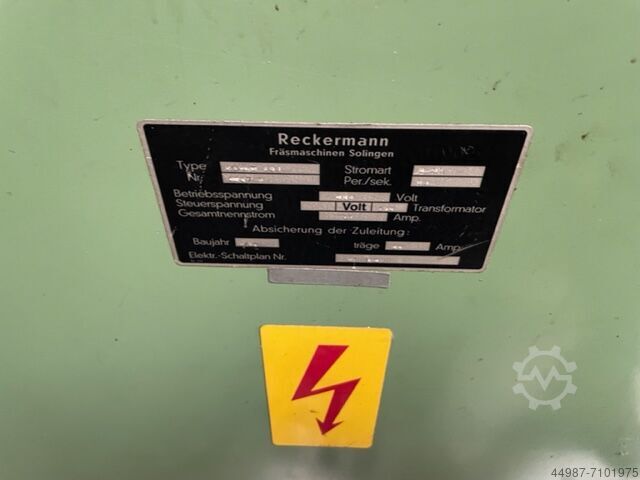 Reckermann
Fräsmaschinen Solingen
Type Stromart
Nr. Per./sek.
Betriebsspannung Volt
Steuerspannung Volt Transformator
Gesamtnennstrom Amp.
Absicherung der Zuleitung:
Baujahr träge Amp.
Elektr.-Schaltplan Nr.
44987-7101975